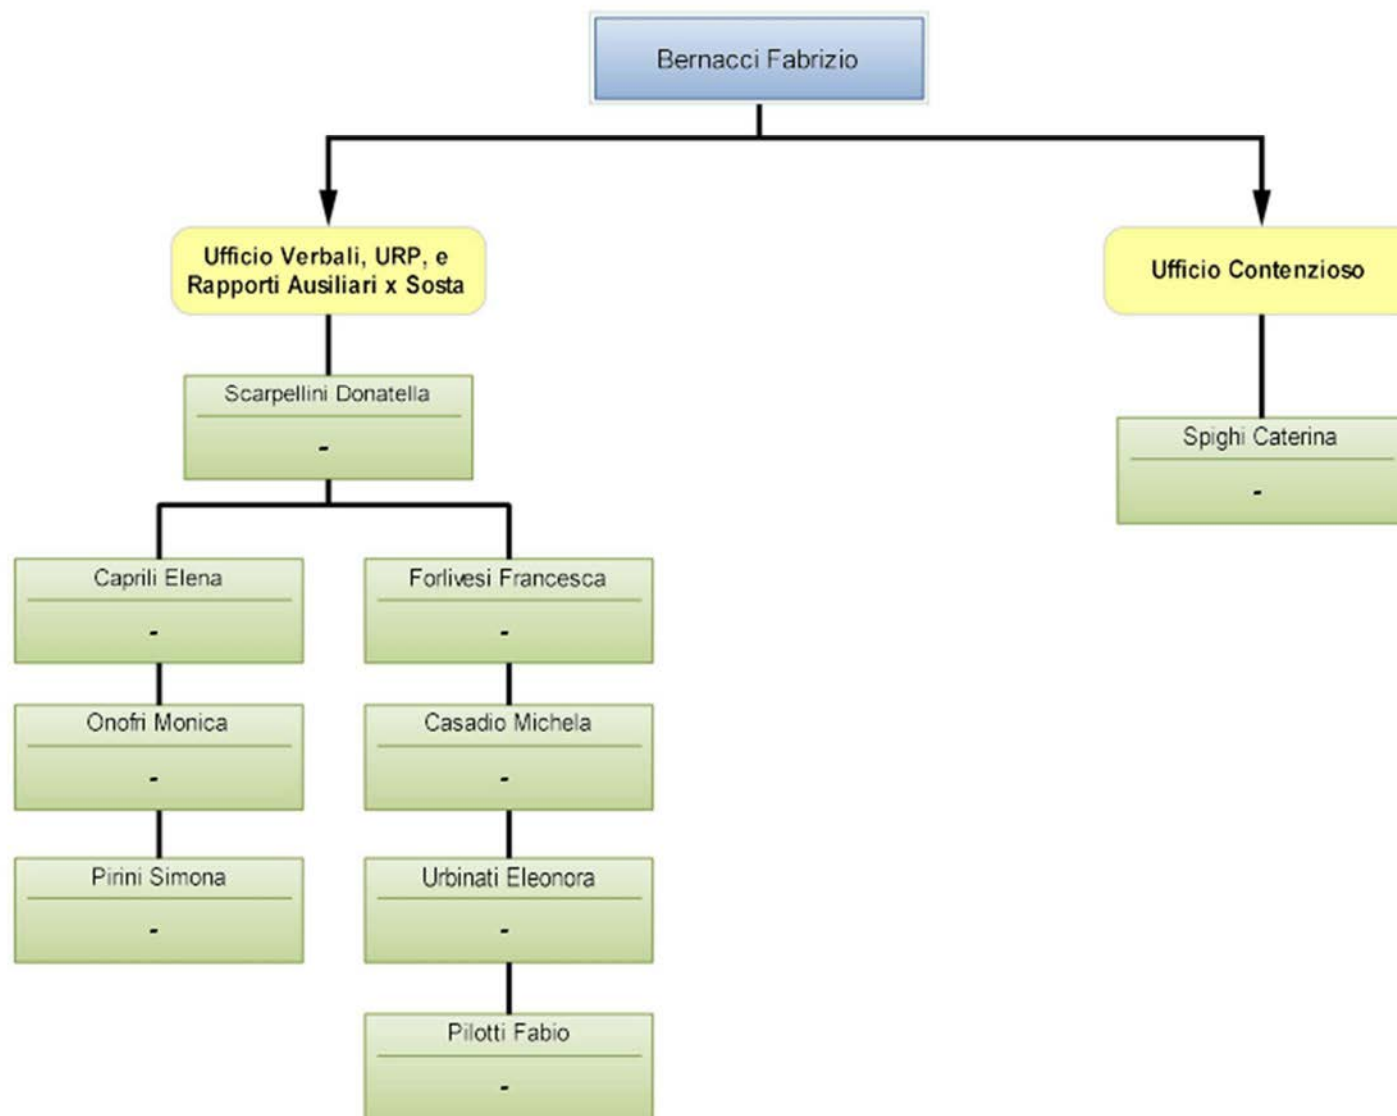 Bernacci Fabrizio
Ufficio Verbali, URP, e
Rapporti Ausiliari x Sosta
Ufficio Contenzioso
Scarpellini Donatella
-
Spighi Caterina
-
Caprili Elena
-
Forlivesi Francesca
-
Onofri Monica
-
Casadio Michela
-
Pirini Simona
-
Urbinati Eleonora
-
Pilotti Fabio
-